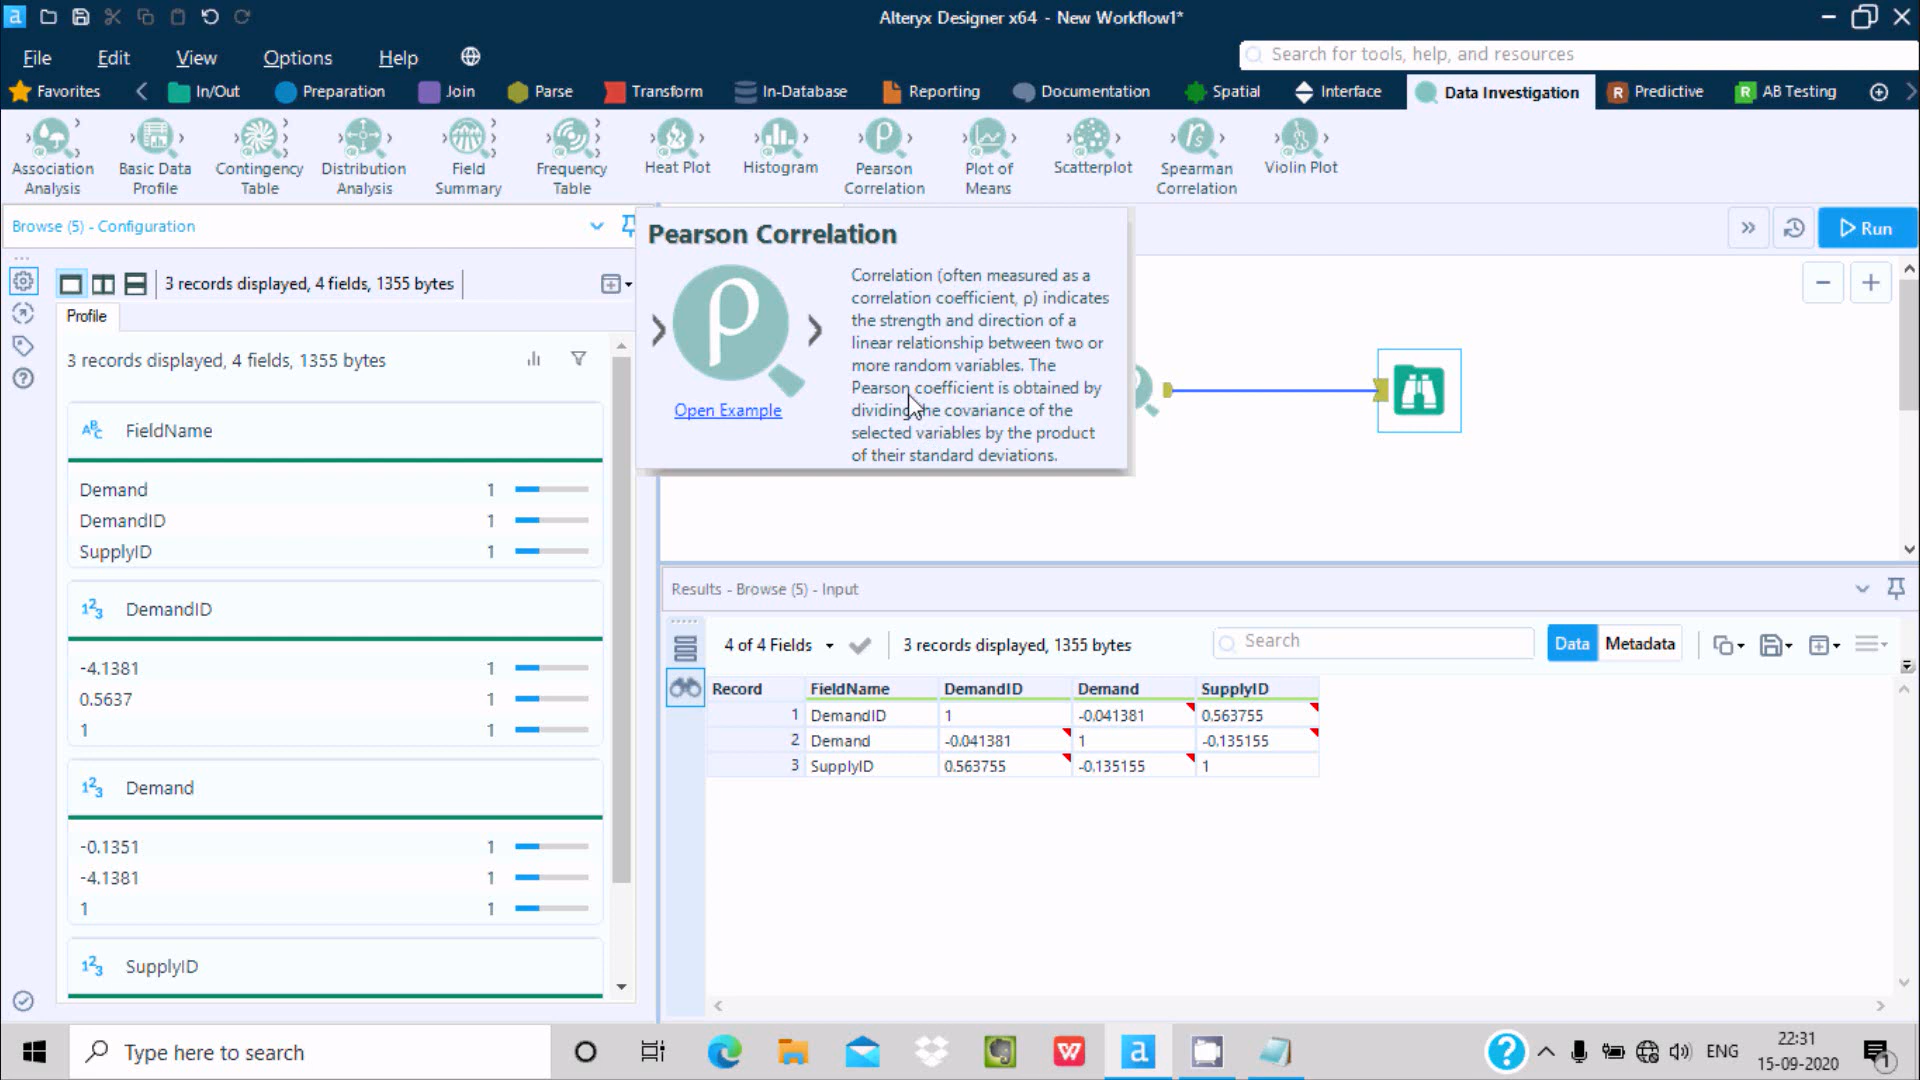 Alteryx Designer x64 - New Workflow1*
File Edit View Options Help
Search for tools, help, and resources
Favorites In/Out Preparation Join Parse Transform In-Database Reporting Documentation Spatial Interface Data Investigation Predictive AB Testing
Association Analysis
Basic Data Profile
Contingency Table
Distribution Analysis
Field Summary
Frequency Table
Heat Plot
Histogram
Pearson Correlation
Plot of Means
Scatterplot
Spearman Correlation
Violin Plot
Browse (5) - Configuration
Run
3 records displayed, 4 fields, 1355 bytes
Profile
3 records displayed, 4 fields, 1355 bytes
FieldName
Demand 1
DemandID 1
SupplyID 1
DemandID
-4.1381 1
0.5637 1
1 1
Demand
-0.1351 1
-4.1381 1
1 1
SupplyID
Pearson Correlation
Open Example
Correlation (often measured as a
correlation coefficient, ρ) indicates
the strength and direction of a
linear relationship between two or
more random variables. The
Pearson coefficient is obtained by
dividing the covariance of the
selected variables by the product
of their standard deviations.
Results - Browse (5) - Input
4 of 4 Fields 3 records displayed, 1355 bytes Search Data Metadata
Record FieldName DemandID Demand SupplyID
1 DemandID 1 -0.041381 0.563755
2 Demand -0.041381 1 -0.135155
3 SupplyID 0.563755 -0.135155 1
Type here to search
ENG
22:31
15-09-2020
1